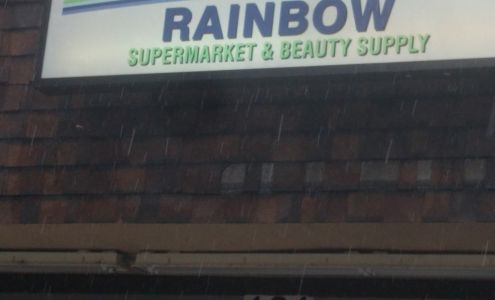 RAINBOW
SUPERMARKET & BEAUTY SUPPLY